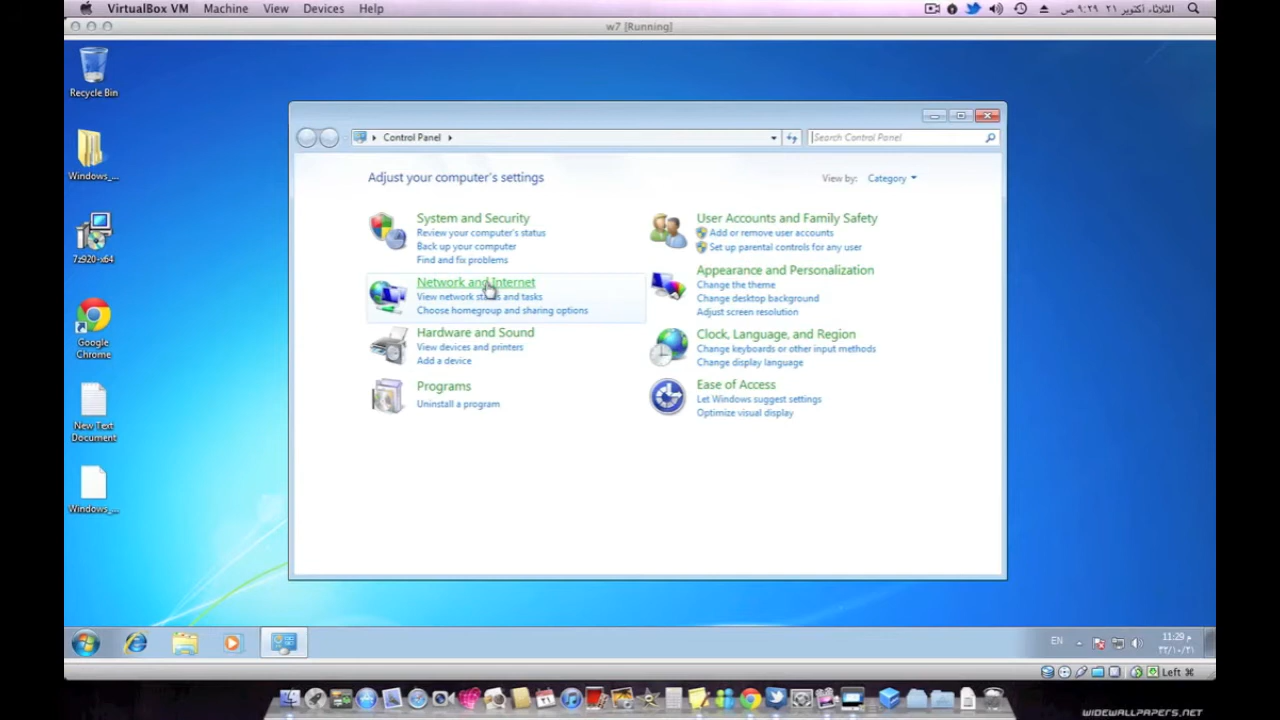 VirtualBox VM Machine View Devices Help
الثلاثاء أكتوبر ٢١ ٩:٢٩ ص
w7 [Running]
Recycle Bin
Windows_...
7z920-x64
Google
Chrome
New Text
Document
Windows_...
Control Panel
Search Control Panel
Adjust your computer's settings
View by: Category
System and Security
Review your computer's status
Back up your computer
Find and fix problems
Network and Internet
View network status and tasks
Choose homegroup and sharing options
Hardware and Sound
View devices and printers
Add a device
Programs
Uninstall a program
User Accounts and Family Safety
Add or remove user accounts
Set up parental controls for any user
Appearance and Personalization
Change the theme
Change desktop background
Adjust screen resolution
Clock, Language, and Region
Change keyboards or other input methods
Change display language
Ease of Access
Let Windows suggest settings
Optimize visual display
EN
11:29 م
٣٢/١٠/٢١
Left ⌘
WIDEWALLPAPERS.NET